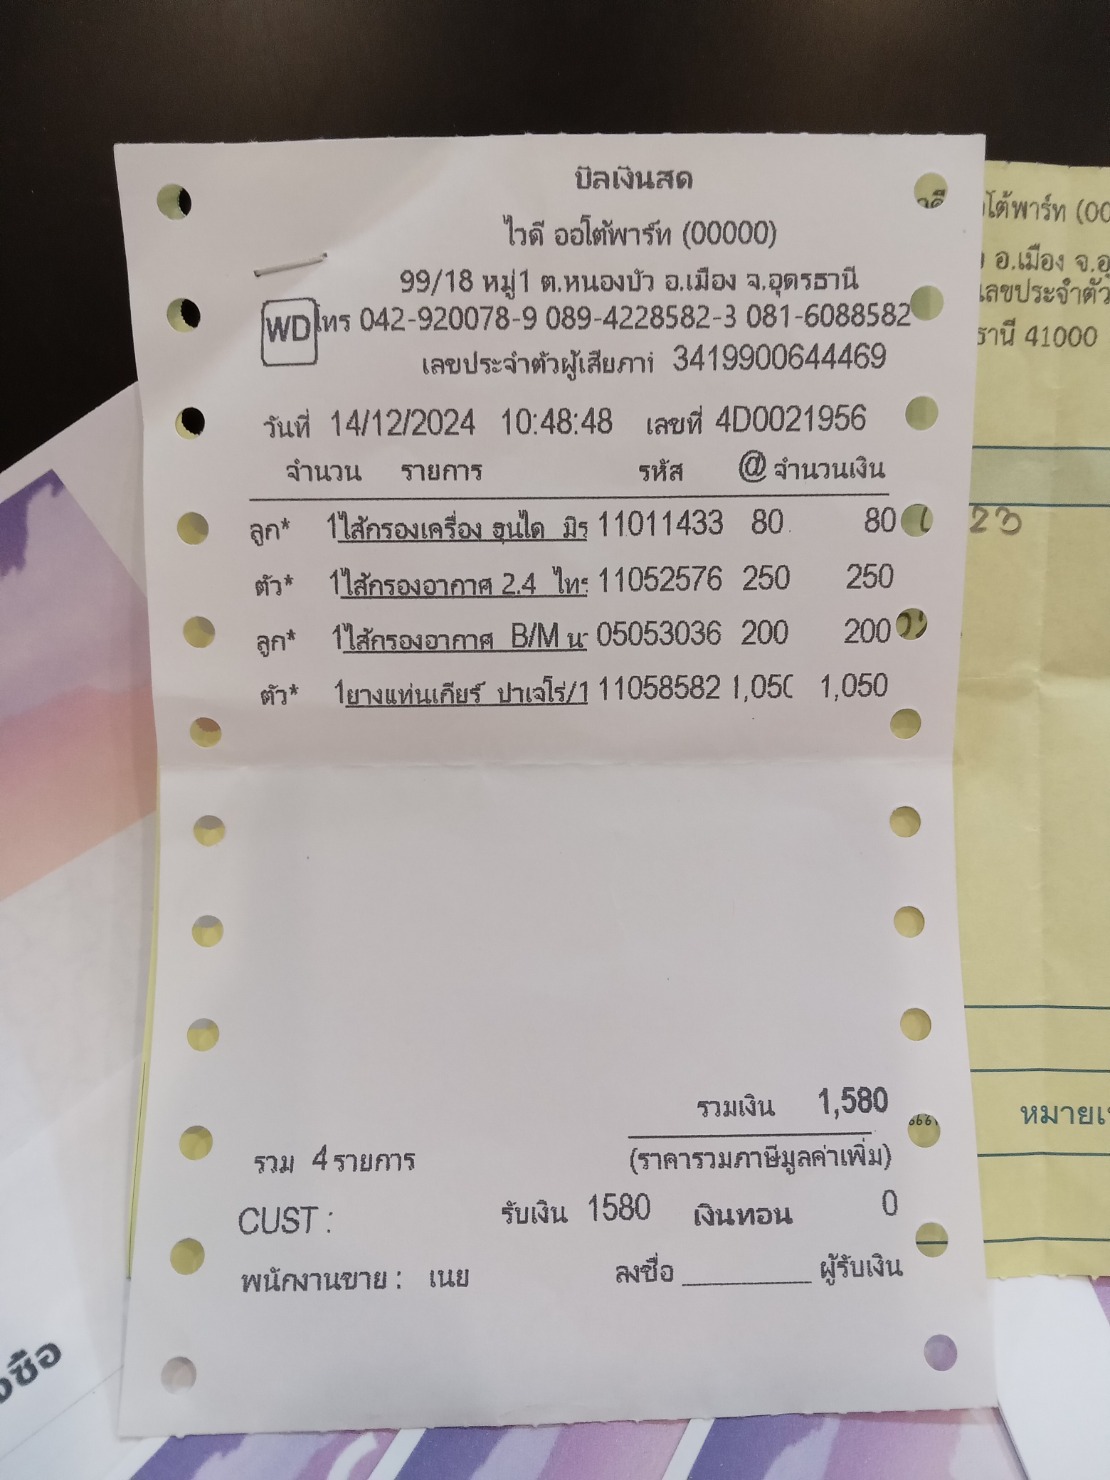 บิลเงินสด
ไวดี ออโต้พาร์ท (00000)
99/18 หมู่1 ต.หนองบัว อ.เมือง จ.อุดรธานี
WD โทร 042-920078-9 089-4228582-3 081-6088582
เลขประจำตัวผู้เสียภาษี 3419900644469
วันที่ 14/12/2024 10:48:48 เลขที่ 4D0021956
จำนวน รายการ รหัส @ จำนวนเงิน
ลูก* 1 ไส้กรองเครื่อง ฮุนได มิร 11011433 80 80
ตัว* 1 ไส้กรองอากาศ 2.4 ไท 11052576 250 250
ลูก* 1 ไส้กรองอากาศ B/M น 05053036 200 200
ตัว* 1 ยางแท่นเกียร์ ปาเจโร่/1 11058582 1,050 1,050
รวมเงิน 1,580
รวม 4 รายการ (ราคารวมภาษีมูลค่าเพิ่ม)
CUST : รับเงิน 1580 เงินทอน 0
พนักงานขาย : เนย ลงชื่อ ผู้รับเงิน
โต้พาร์ท (00
อ.เมือง จ.อุ
เลขประจำตัว
ธานี 41000
23
หมายเ
งชื่อ